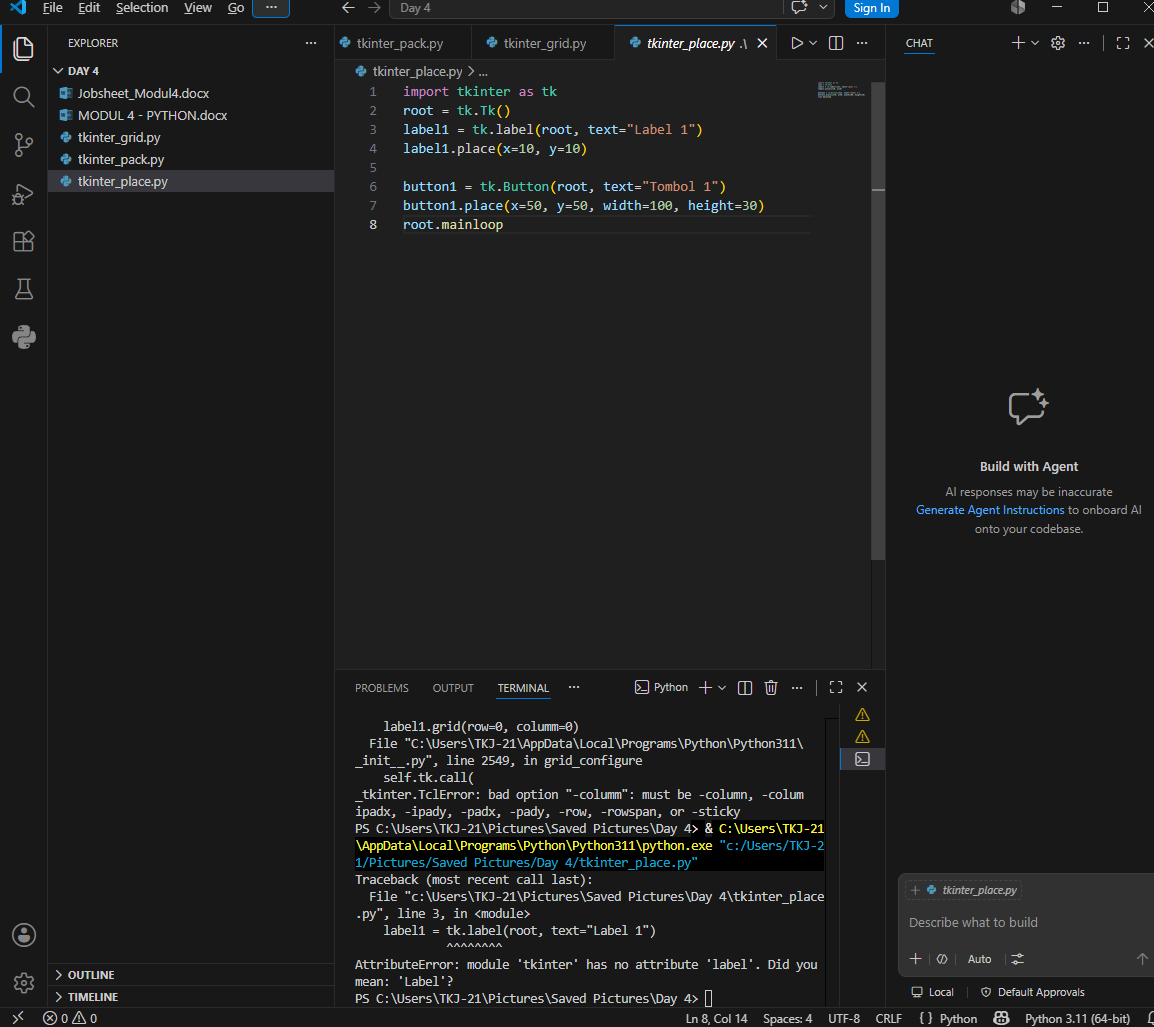 File Edit Selection View Go ... Day 4 Sign In
EXPLORER
DAY 4
Jobsheet_Modul4.docx
MODUL 4 - PYTHON.docx
tkinter_grid.py
tkinter_pack.py
tkinter_place.py
OUTLINE
TIMELINE
tkinter_pack.py tkinter_grid.py tkinter_place.py .\
tkinter_place.py > ...
1 import tkinter as tk
2 root = tk.Tk()
3 label1 = tk.label(root, text="Label 1")
4 label1.place(x=10, y=10)
5
6 button1 = tk.Button(root, text="Tombol 1")
7 button1.place(x=50, y=50, width=100, height=30)
8 root.mainloop
PROBLEMS OUTPUT TERMINAL ... Python
label1.grid(row=0, columm=0)
File "C:\Users\TKJ-21\AppData\Local\Programs\Python\Python311\
_init__.py", line 2549, in grid_configure
self.tk.call(
_tkinter.TclError: bad option "-columm": must be -column, -colum
ipadx, -ipady, -padx, -pady, -row, -rowspan, or -sticky
PS C:\Users\TKJ-21\Pictures\Saved Pictures\Day 4> & C:\Users\TKJ-21
\AppData\Local\Programs\Python\Python311\python.exe "c:/Users/TKJ-2
1/Pictures/Saved Pictures/Day 4/tkinter_place.py"
Traceback (most recent call last):
File "c:\Users\TKJ-21\Pictures\Saved Pictures\Day 4\tkinter_place
.py", line 3, in <module>
label1 = tk.label(root, text="Label 1")
^^^^^^^^
AttributeError: module 'tkinter' has no attribute 'label'. Did you
mean: 'Label'?
PS C:\Users\TKJ-21\Pictures\Saved Pictures\Day 4>
CHAT
Build with Agent
AI responses may be inaccurate
Generate Agent Instructions to onboard AI
onto your codebase.
tkinter_place.py
Describe what to build
Auto
Local Default Approvals
0 0 Ln 8, Col 14 Spaces: 4 UTF-8 CRLF {} Python Python 3.11 (64-bit)